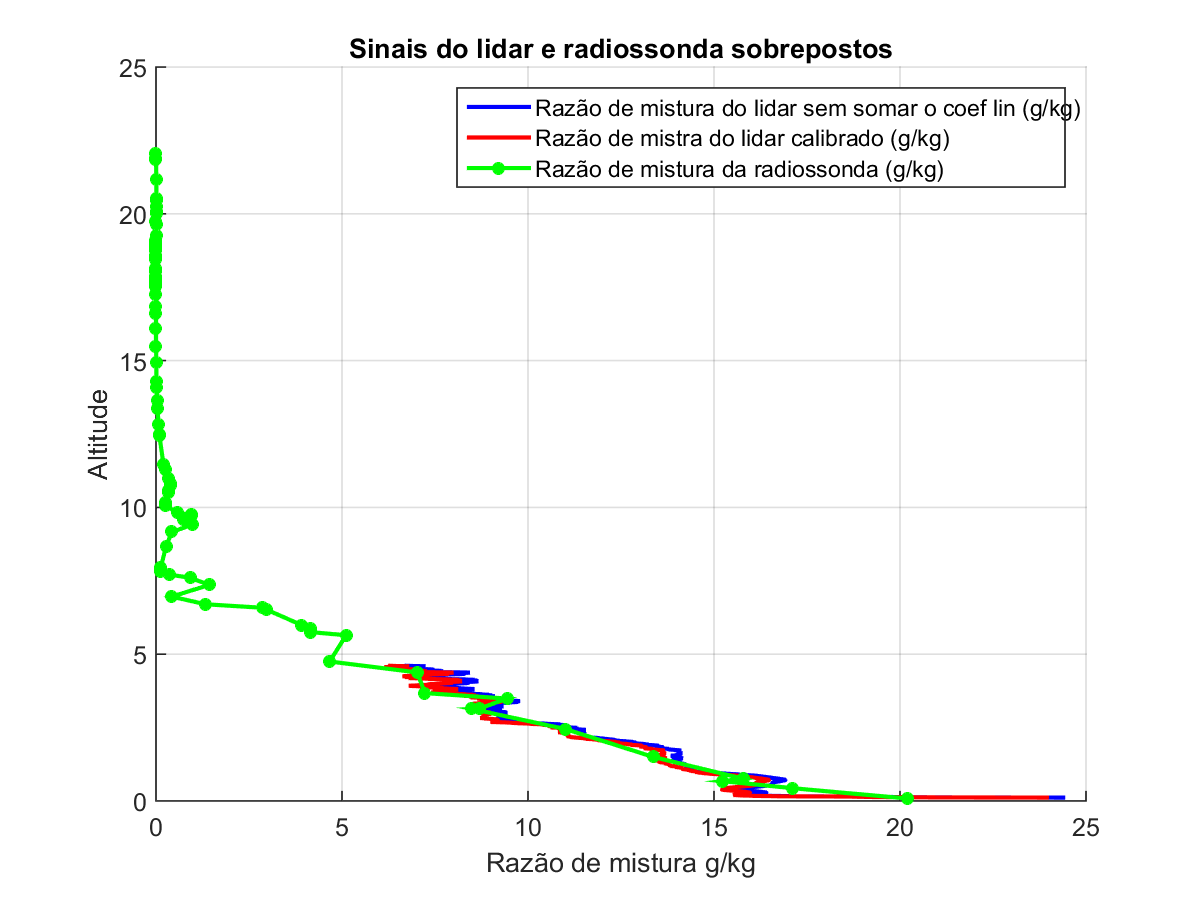 Sinais do lidar e radiossonda sobrepostos
25
Razão de mistura do lidar sem somar o coef lin (g/kg)
Razão de mistra do lidar calibrado (g/kg)
Razão de mistura da radiossonda (g/kg)
20
15
Altitude
10
5
0
0 5 10 15 20 25
Razão de mistura g/kg